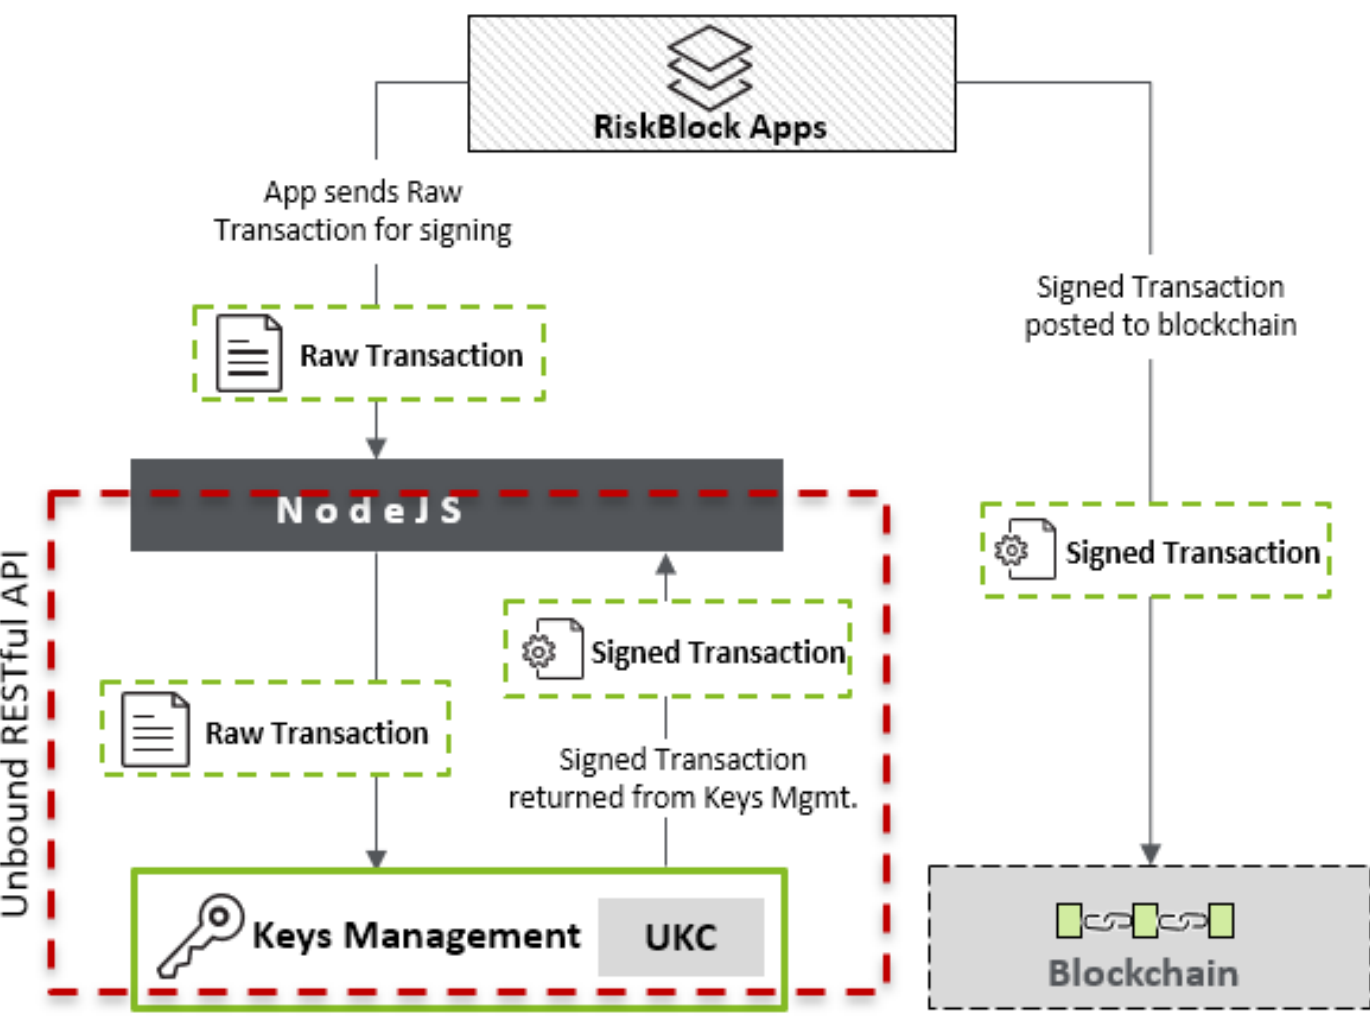 RiskBlock Apps
App sends Raw
Transaction for signing
Signed Transaction
posted to blockchain
Raw Transaction
NodeJS
Signed Transaction
Unbound RESTful API
Signed Transaction
Raw Transaction
Signed Transaction
returned from Keys Mgmt.
Keys Management
UKC
Blockchain